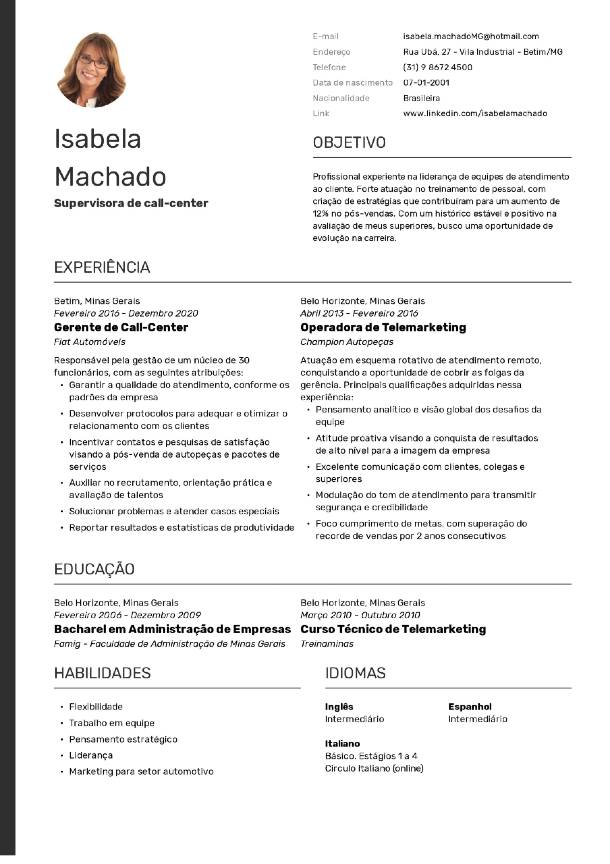 E-mail isabela.machadoMG@hotmail.com
Endereço Rua Ubá, 27 - Vila Industrial - Betim/MG
Telefone (31) 9 8672 4500
Data de nascimento 07-01-2001
Nacionalidade Brasileira
Link www.linkedin.com/isabelamachado
Isabela
Machado
Supervisora de call-center
OBJETIVO
Profissional experiente na liderança de equipes de atendimento
ao cliente. Forte atuação no treinamento de pessoal, com
criação de estratégias que contribuíram para um aumento de
12% no pós-vendas. Com um histórico estável e positivo na
avaliação de meus superiores, busco uma oportunidade de
evolução na carreira.
EXPERIÊNCIA
Betim, Minas Gerais
Fevereiro 2016 - Dezembro 2020
Gerente de Call-Center
Fiat Automóveis
Responsável pela gestão de um núcleo de 30
funcionários, com as seguintes atribuições:
• Garantir a qualidade do atendimento, conforme os
padrões da empresa
• Desenvolver protocolos para adequar e otimizar o
relacionamento com os clientes
• Incentivar contatos e pesquisas de satisfação
visando a pós-venda de autopeças e pacotes de
serviços
• Auxiliar no recrutamento, orientação prática e
avaliação de talentos
• Solucionar problemas e atender casos especiais
• Reportar resultados e estatísticas de produtividade
Belo Horizonte, Minas Gerais
Abril 2013 - Fevereiro 2016
Operadora de Telemarketing
Champion Autopeças
Atuação em esquema rotativo de atendimento remoto,
conquistando a oportunidade de cobrir as folgas da
gerência. Principais qualificações adquiridas nessa
experiência:
• Pensamento analítico e visão global dos desafios da
equipe
• Atitude proativa visando a conquista de resultados
de alto nível para a imagem da empresa
• Excelente comunicação com clientes, colegas e
superiores
• Modulação do tom de atendimento para transmitir
segurança e credibilidade
• Foco cumprimento de metas, com superação do
recorde de vendas por 2 anos consecutivos
EDUCAÇÃO
Belo Horizonte, Minas Gerais
Fevereiro 2006 - Dezembro 2009
Bacharel em Administração de Empresas
Famig - Faculdade de Administração de Minas Gerais
Belo Horizonte, Minas Gerais
Março 2010 - Outubro 2010
Curso Técnico de Telemarketing
Treinaminas
HABILIDADES
• Flexibilidade
• Trabalho em equipe
• Pensamento estratégico
• Liderança
• Marketing para setor automotivo
IDIOMAS
Inglês
Intermediário
Espanhol
Intermediário
Italiano
Básico. Estágios 1 a 4
Círculo Italiano (online)